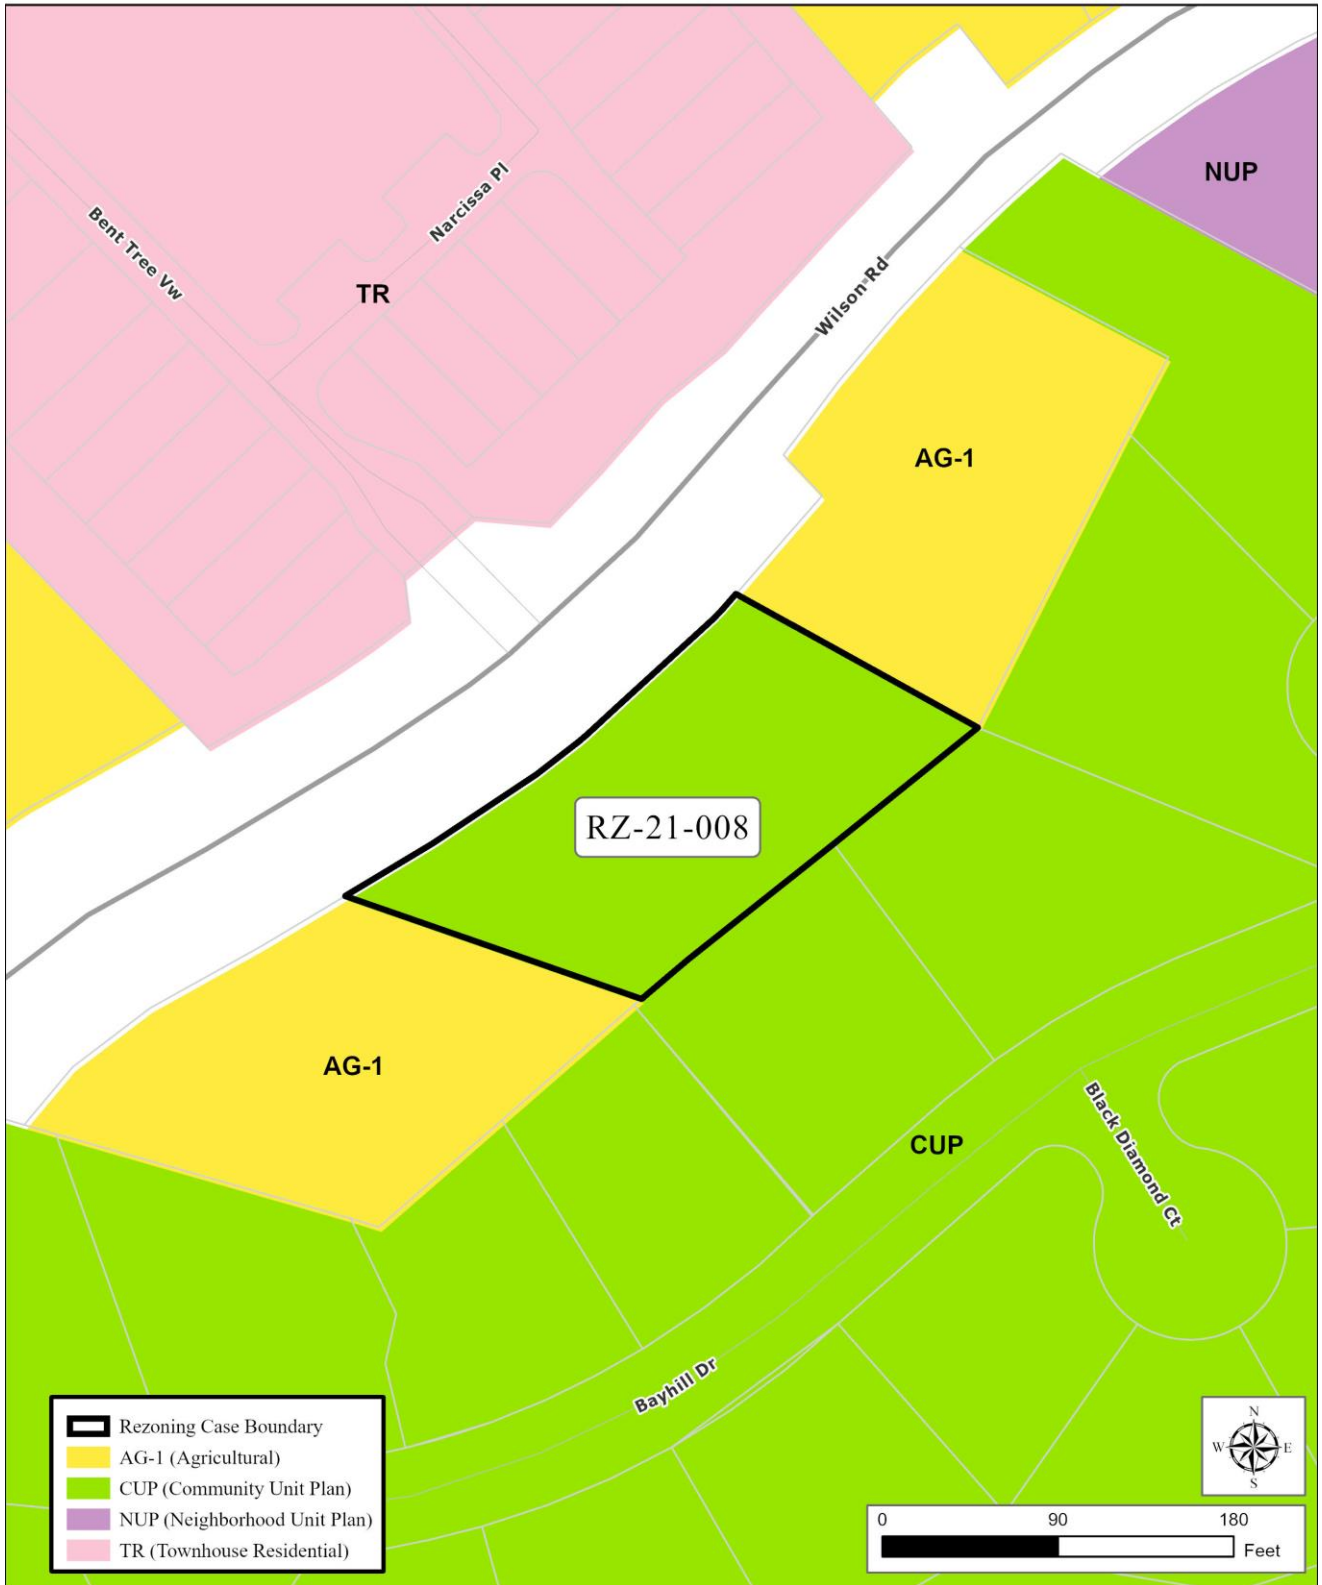 NUP
Narcissa Pl
Bent Tree Vw
TR
Wilson Rd
AG-1
RZ-21-008
AG-1
CUP
Black Diamond Ct
Bayhill Dr
Rezoning Case Boundary
AG-1 (Agricultural)
CUP (Community Unit Plan)
NUP (Neighborhood Unit Plan)
TR (Townhouse Residential)
N
W E
S
0 90 180
Feet